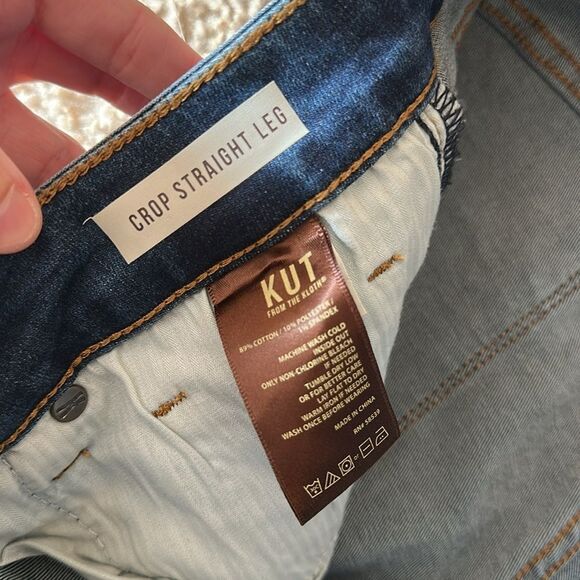 CROP STRAIGHT LEG
KUT
FROM THE KLOTH®
89% COTTON / 10% POLYESTER /
1% SPANDEX
MACHINE WASH COLD
INSIDE OUT
ONLY NON-CHLORINE BLEACH
IF NEEDED
TUMBLE DRY LOW
OR FOR BETTER CARE
LAY FLAT TO DRY
WARM IRON IF NEEDED
WASH ONCE BEFORE WEARING
MADE IN CHINA
RN# 58539
or